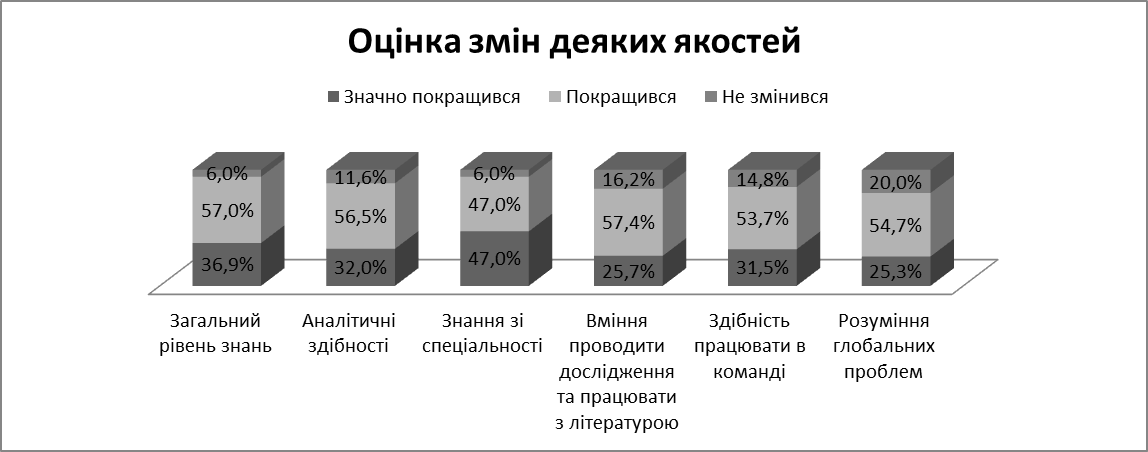 Оцінка змін деяких якостей
Значно покращився Покращився Не змінився
6,0% 11,6% 6,0% 16,2% 14,8% 20,0%
57,0% 56,5% 47,0% 57,4% 53,7% 54,7%
36,9% 32,0% 47,0% 25,7% 31,5% 25,3%
Загальний
рівень знань
Аналітичні
здібності
Знання зі
спеціальності
Вміння
проводити
дослідження
та працювати
з літературою
Здібність
працювати в
команді
Розуміння
глобальних
проблем